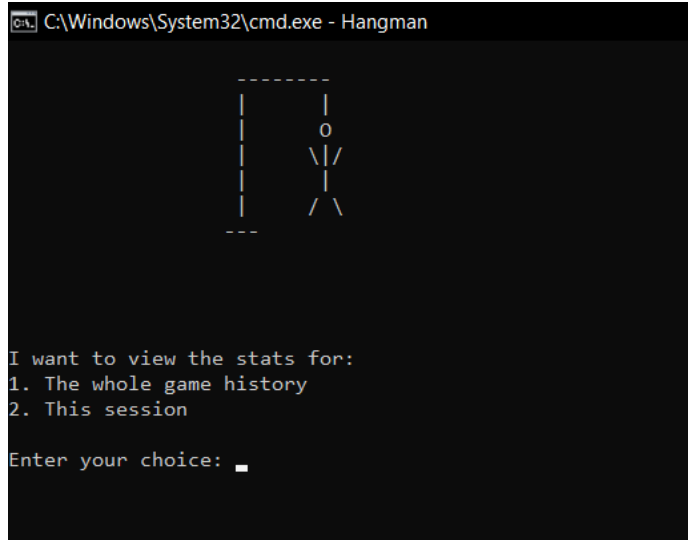 C:\Windows\System32\cmd.exe - Hangman
--------
|       |
|       O
|      \|/
|       |
|      / \
---
I want to view the stats for:
1. The whole game history
2. This session
Enter your choice: